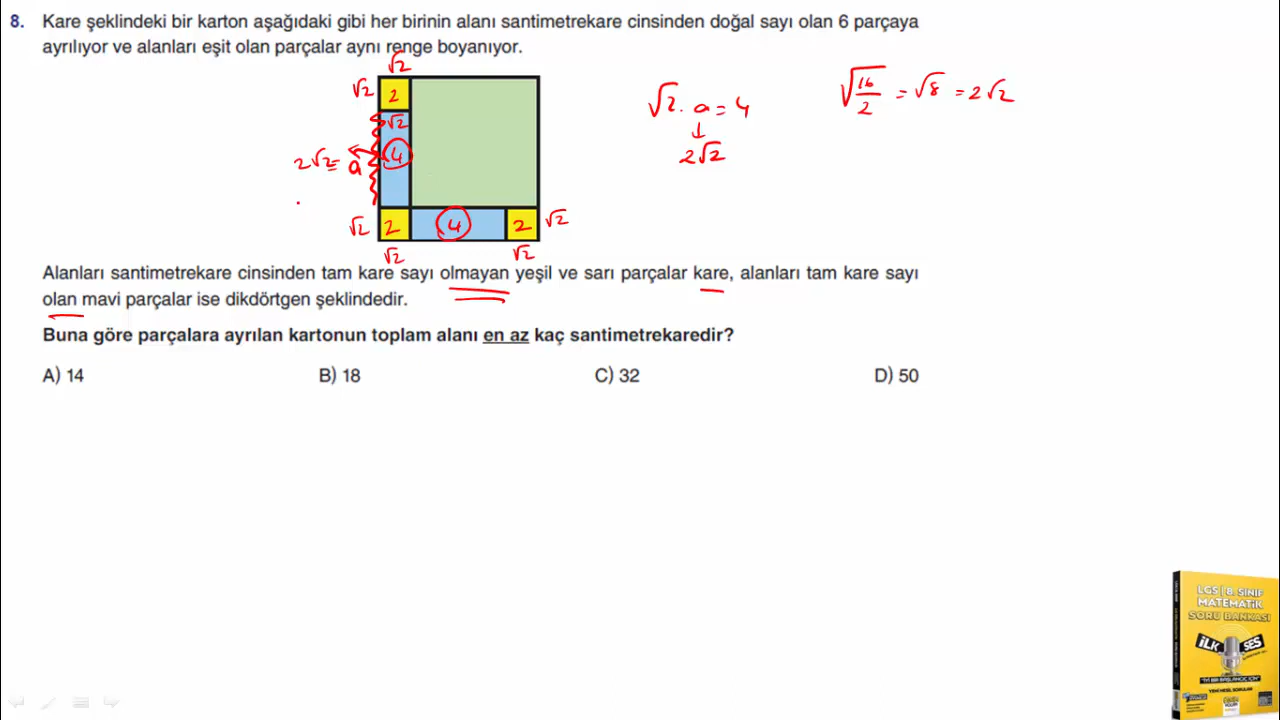 8. Kare şeklindeki bir karton aşağıdaki gibi her birinin alanı santimetrekare cinsinden doğal sayı olan 6 parçaya
ayrılıyor ve alanları eşit olan parçalar aynı renge boyanıyor.
√2
√2 2
√2
2√2 = a 4
√2 2 4 2 √2
√2 √2
√2 . a = 4
↓
2√2
√(16/2) = √8 = 2√2
Alanları santimetrekare cinsinden tam kare sayı olmayan yeşil ve sarı parçalar kare, alanları tam kare sayı
olan mavi parçalar ise dikdörtgen şeklindedir.
Buna göre parçalara ayrılan kartonun toplam alanı en az kaç santimetrekaredir?
A) 14 B) 18 C) 32 D) 50
LGS 8. SINIF
MATEMATİK
SORU BANKASI
İLK SES